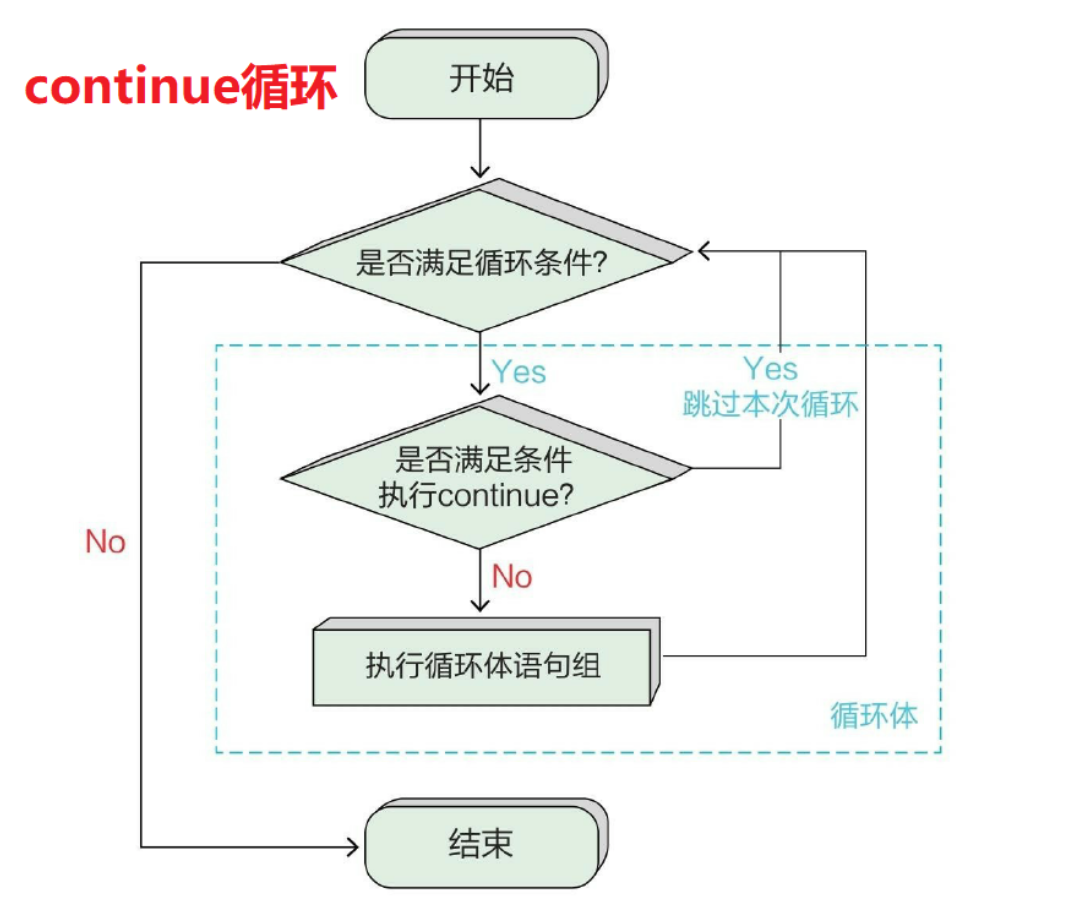 continue循环
开始
是否满足循环条件?
Yes
Yes
跳过本次循环
是否满足条件
执行continue?
No
No
执行循环体语句组
循环体
结束